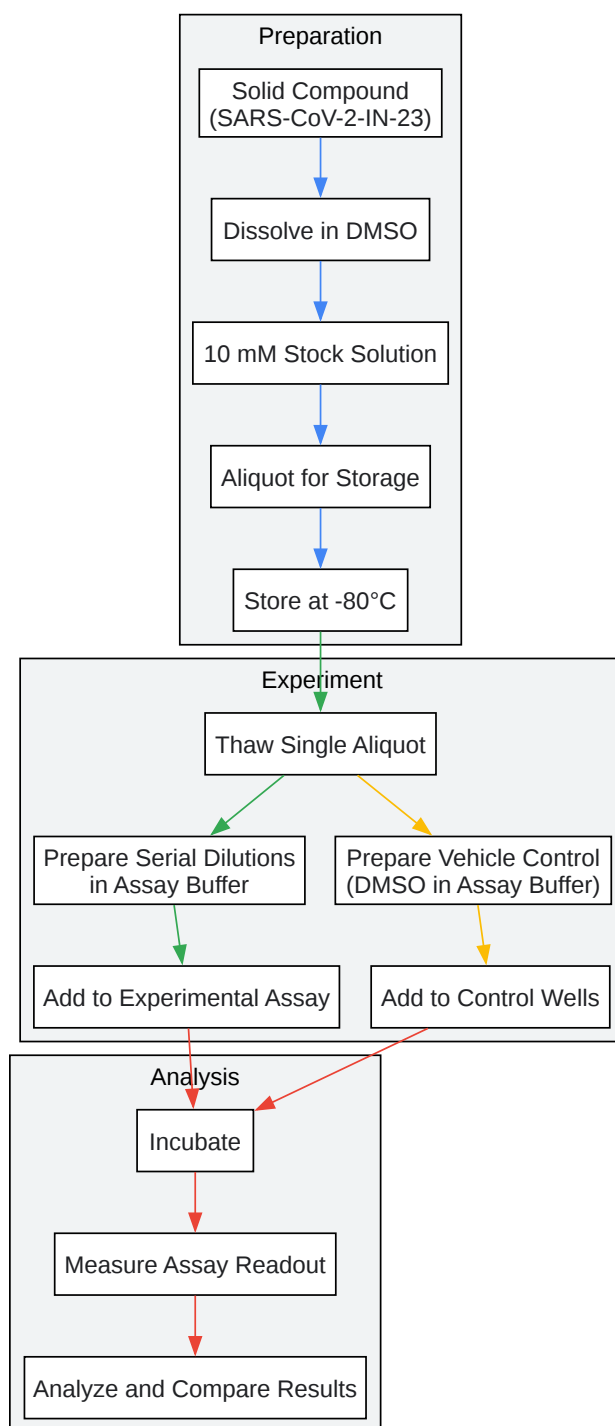 Preparation
Solid Compound
(SARS-CoV-2-IN-23)
Dissolve in DMSO
10 mM Stock Solution
Aliquot for Storage
Store at -80°C
Experiment
Thaw Single Aliquot
Prepare Serial Dilutions
in Assay Buffer
Prepare Vehicle Control
(DMSO in Assay Buffer)
Add to Experimental Assay
Add to Control Wells
Analysis
Incubate
Measure Assay Readout
Analyze and Compare Results